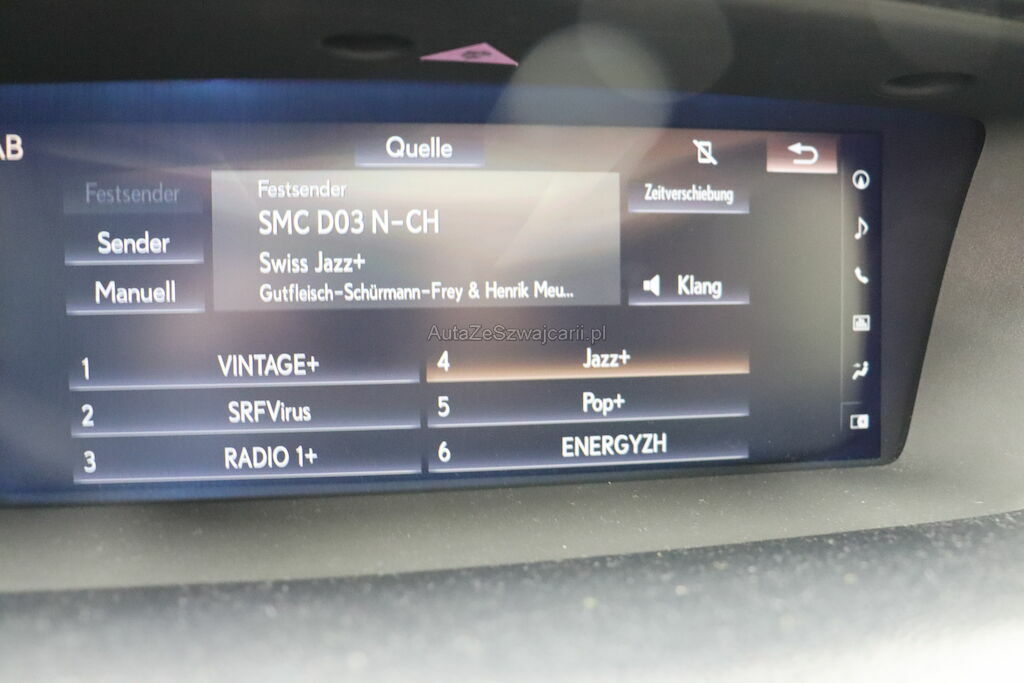 AB
Quelle
Festsender
Sender
Manuell
Festsender
SMC D03 N-CH
Swiss Jazz+
Gutfleisch-Schürmann-Frey & Henrik Meu...
Zeitverschiebung
Klang
AutaZeSzwajcarii.pl
1 VINTAGE+
2 SRFVirus
3 RADIO 1+
4 Jazz+
5 Pop+
6 ENERGYZH